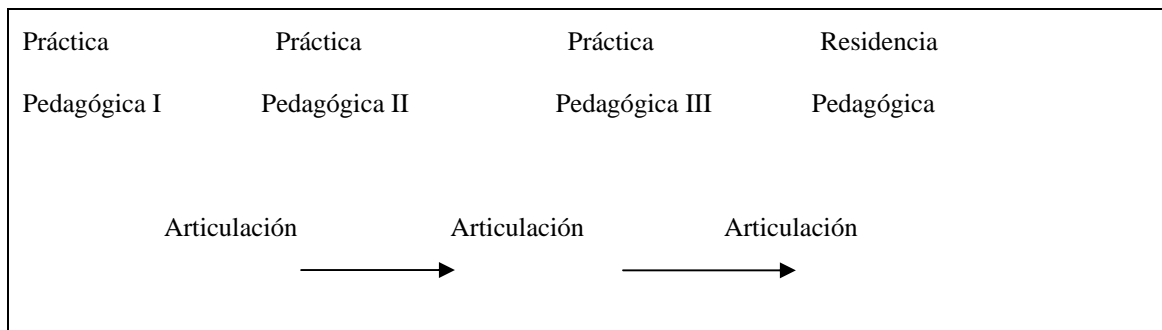 Práctica Práctica Práctica Residencia
Pedagógica I Pedagógica II Pedagógica III Pedagógica
Articulación Articulación Articulación